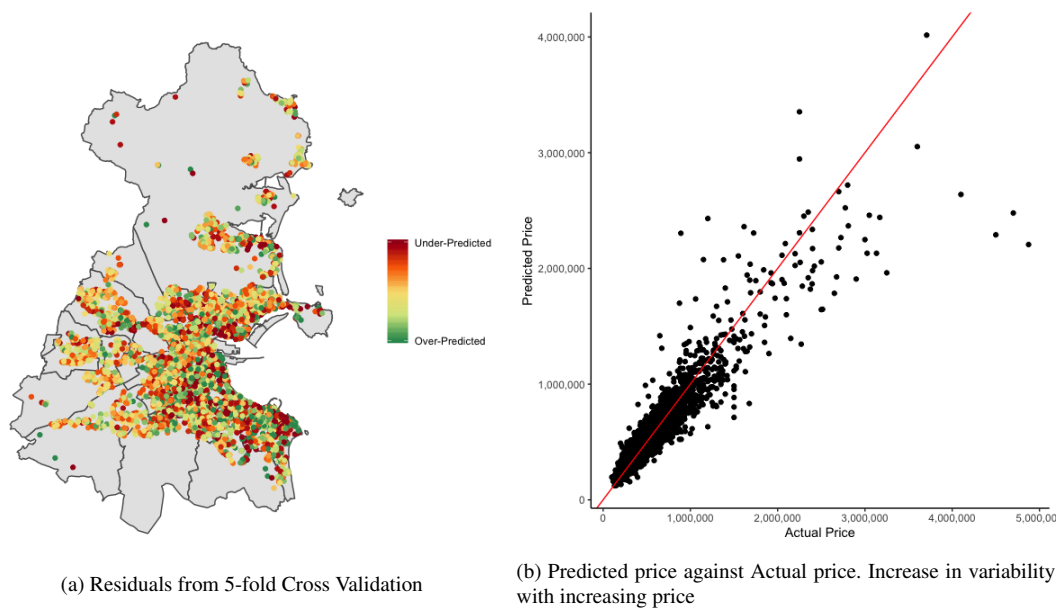 Under-Predicted
Over-Predicted
(a) Residuals from 5-fold Cross Validation
Predicted Price
4,000,000
3,000,000
2,000,000
1,000,000
0
0
1,000,000
2,000,000
3,000,000
4,000,000
5,000,00
Actual Price
(b) Predicted price against Actual price. Increase in variability
with increasing price